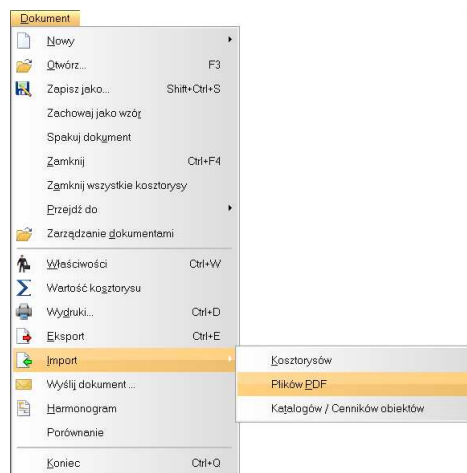 Dokument
Nowy
Otwórz... F3
Zapisz jako... Shift+Ctrl+S
Zachowaj jako wzór
Spakuj dokument
Zamknij Ctrl+F4
Zamknij wszystkie kosztorysy
Przejdź do
Zarządzanie dokumentami
Właściwości Ctrl+W
Wartość kosztorysu
Wydruki... Ctrl+D
Eksport Ctrl+E
Import
Kosztorysów
Wyślij dokument ...
Plików PDF
Harmonogram
Katalogów / Cenników obiektów
Porównanie
Koniec Ctrl+Q